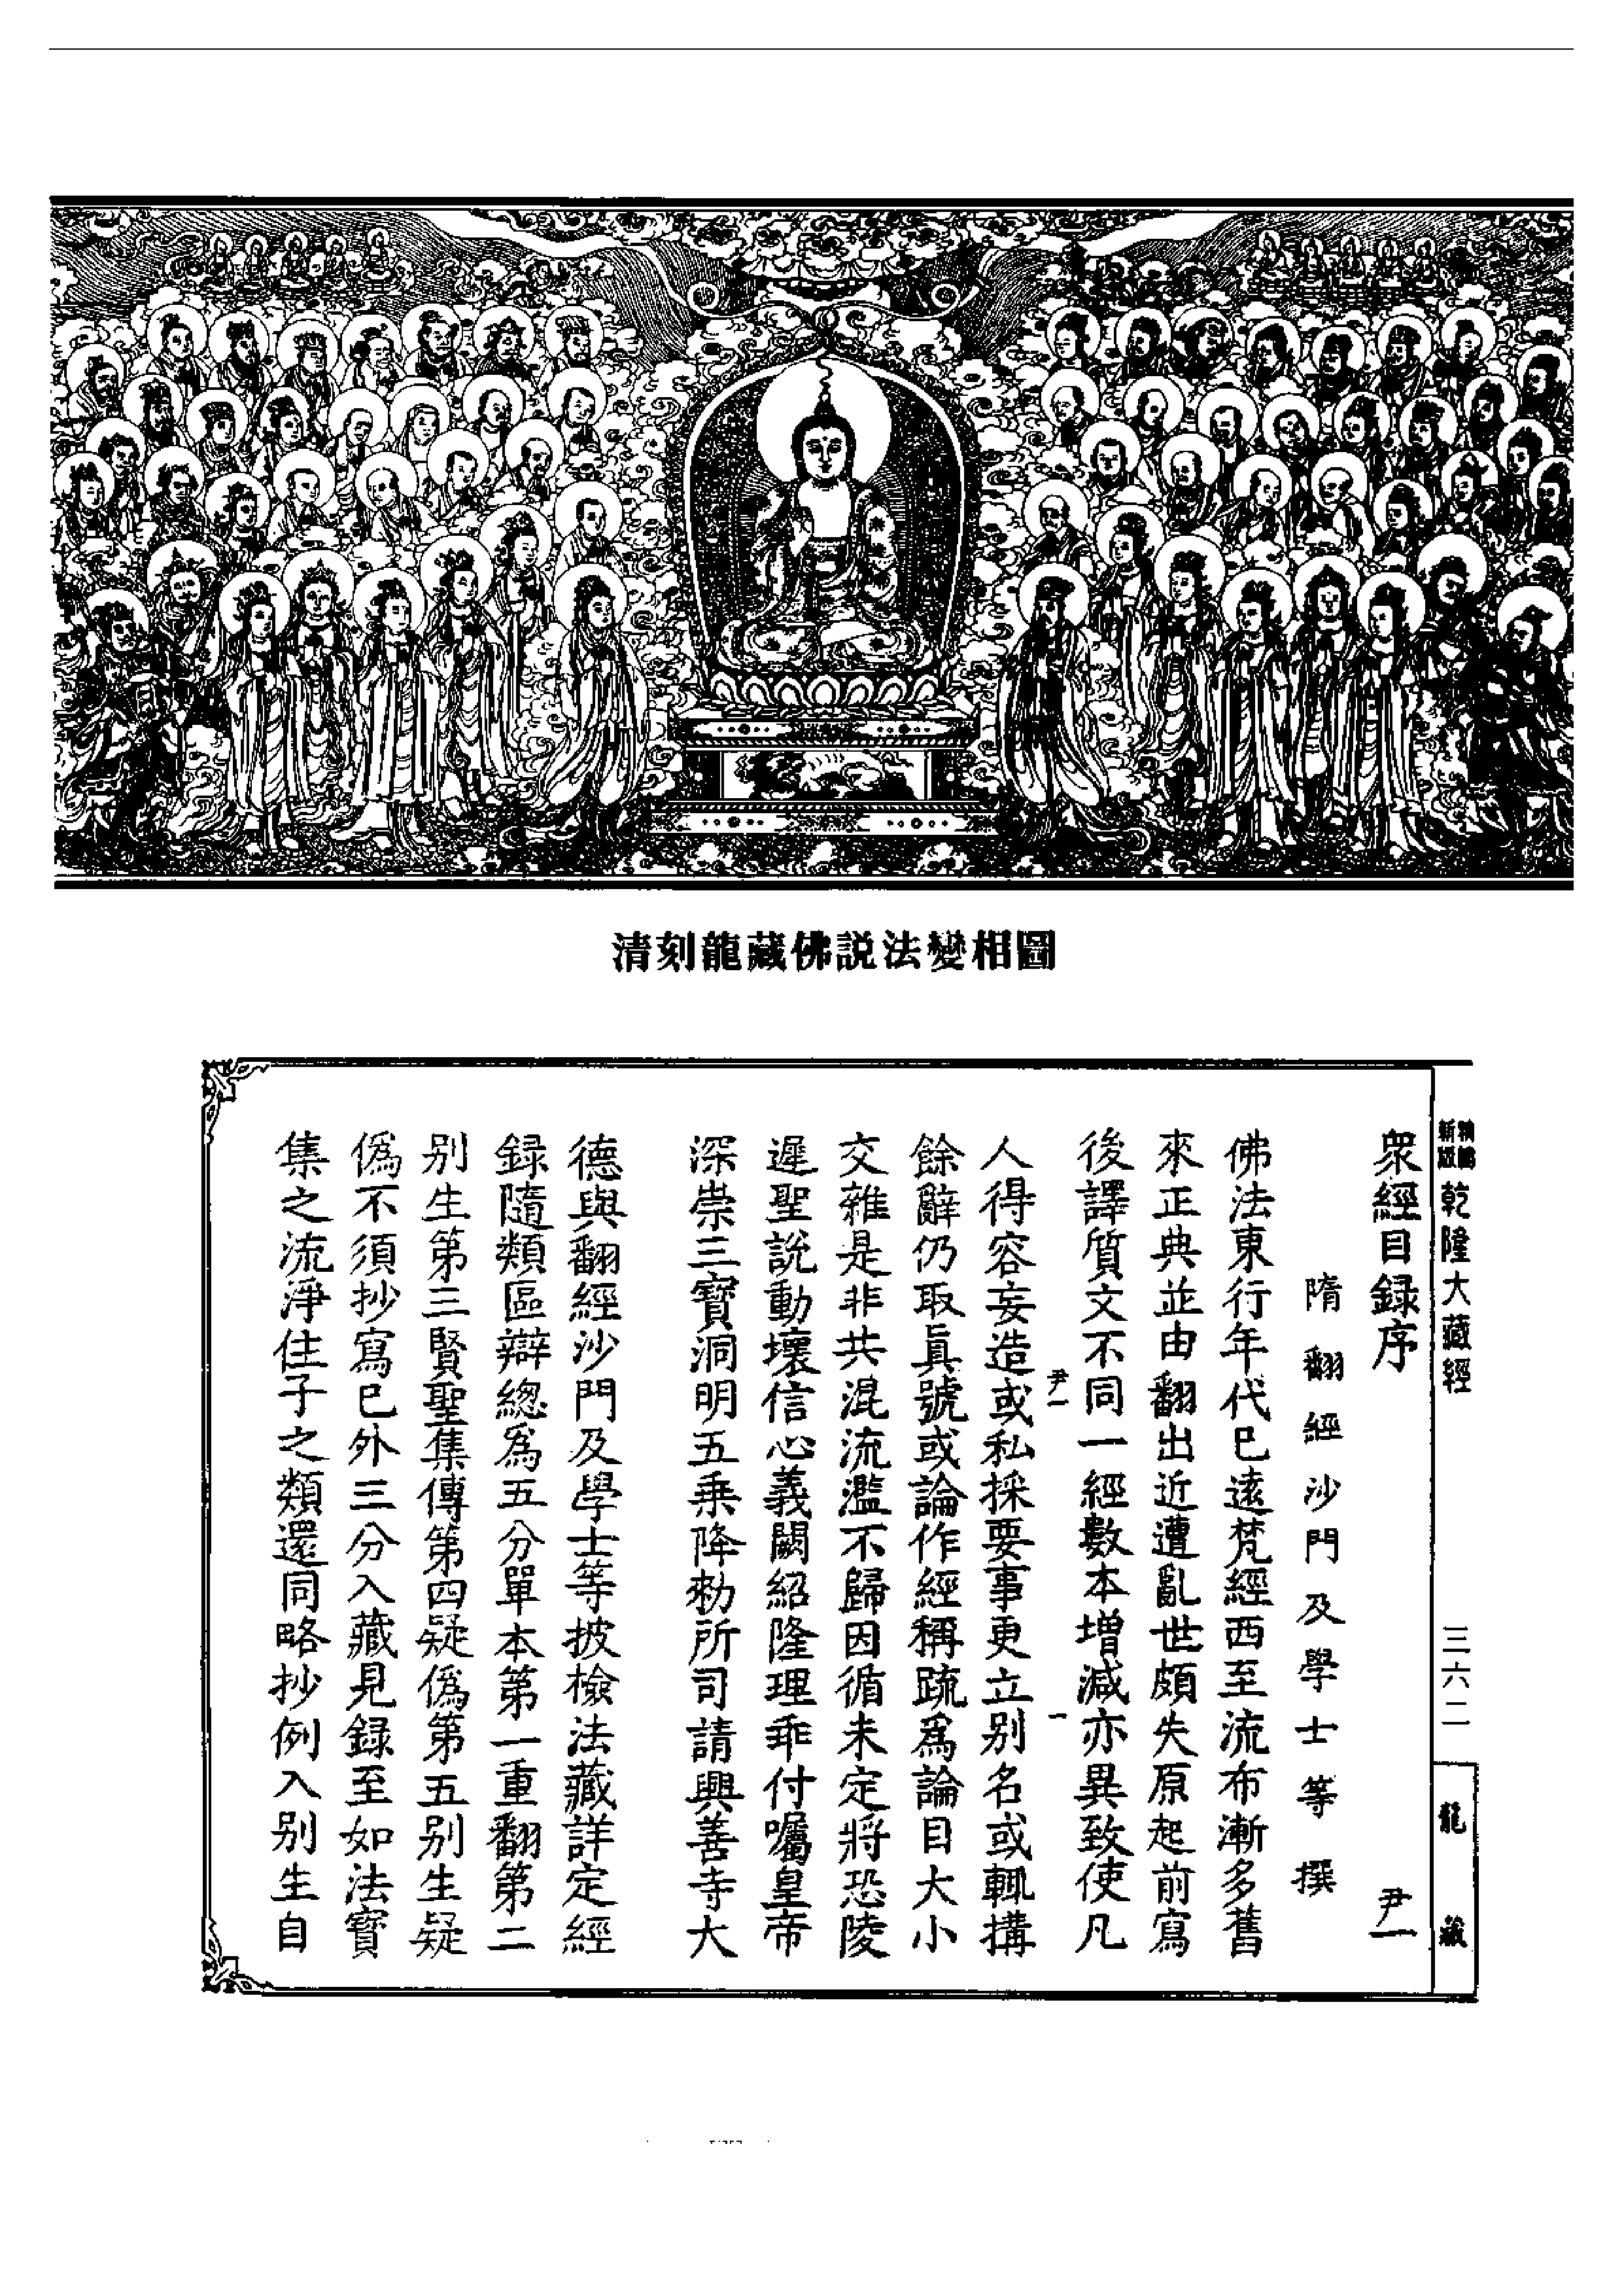 清刻龍藏佛説法變相圖
乾隆大藏經
三六二
龍藏
衆經目録序
尹一
隋翻經沙門及學士等撰
佛法東行年代已遠梵經西至流布漸多舊
來正典並由翻出近遭亂世頗失原起前寫
後譯質文不同一經數本增減亦異致使凡
尹一
一
人得容妄造或私採要事更立别名或輒搆
餘辭仍取眞號或論作經稱疏爲論目大小
交雜是非共混流濫不歸因循未定將恐陵
遲聖說動壞信心義闕紹隆理乖付囑皇帝
深崇三寶洞明五乘降勑所司請興善寺大
德與翻經沙門及學士等披檢法藏詳定經
録隨類區辯總爲五分單本第一重翻第二
别生第三賢聖集傳第四疑僞第五别生疑
僞不須抄寫已外三分入藏見録至如法寶
集之流淨住子之類還同略抄例入别生自